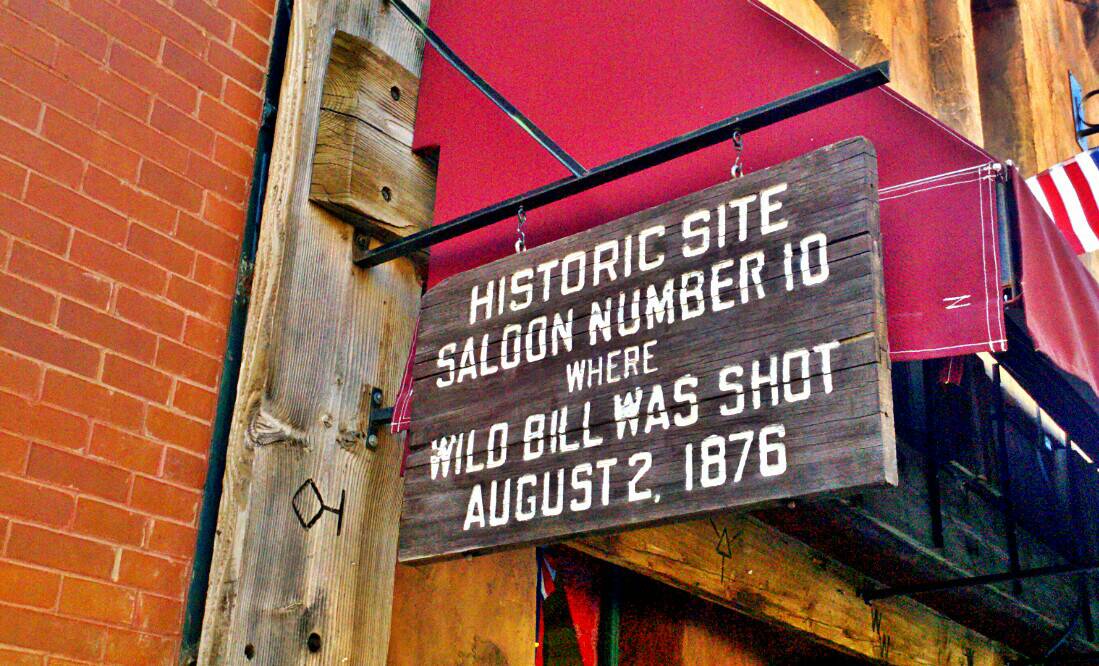 HISTORIC SITE
SALOON NUMBER 10
WHERE
WILD BILL WAS SHOT
AUGUST 2, 1876